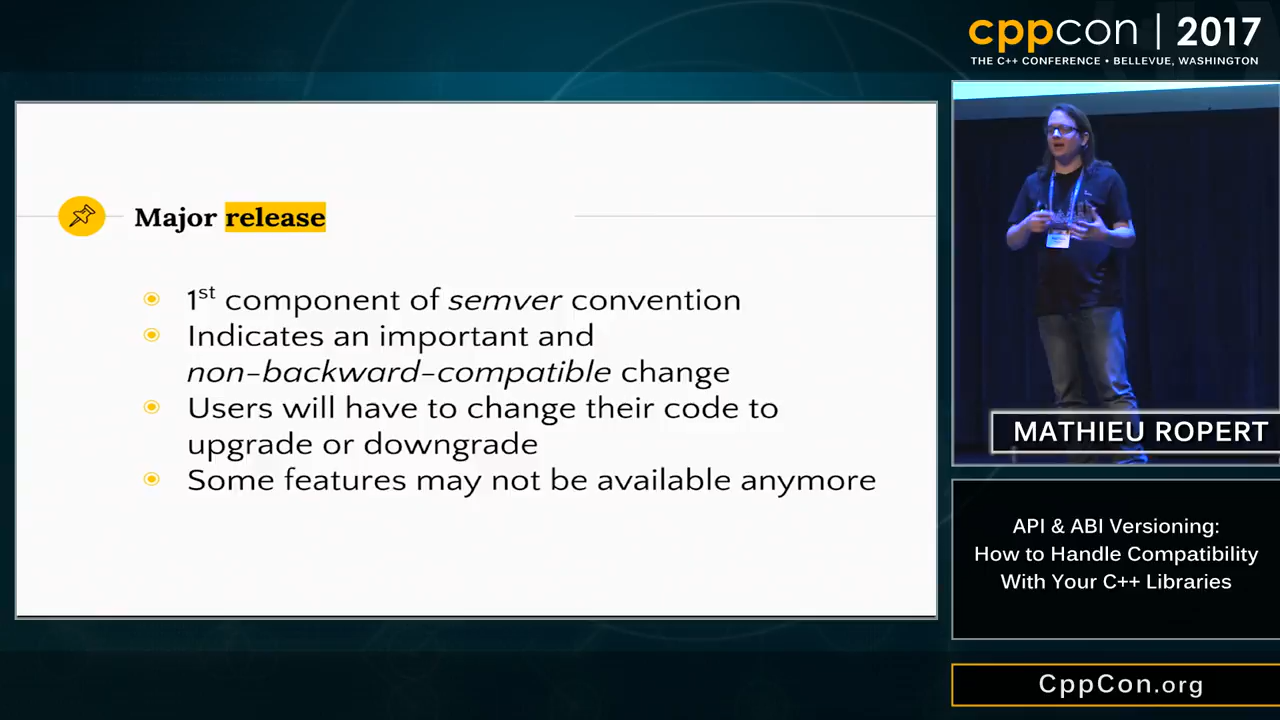 cppcon | 2017
THE C++ CONFERENCE • BELLEVUE, WASHINGTON
Major release
1st component of semver convention
Indicates an important and
non-backward-compatible change
Users will have to change their code to
upgrade or downgrade
Some features may not be available anymore
MATHIEU ROPERT
API & ABI Versioning:
How to Handle Compatibility
With Your C++ Libraries
CppCon.org